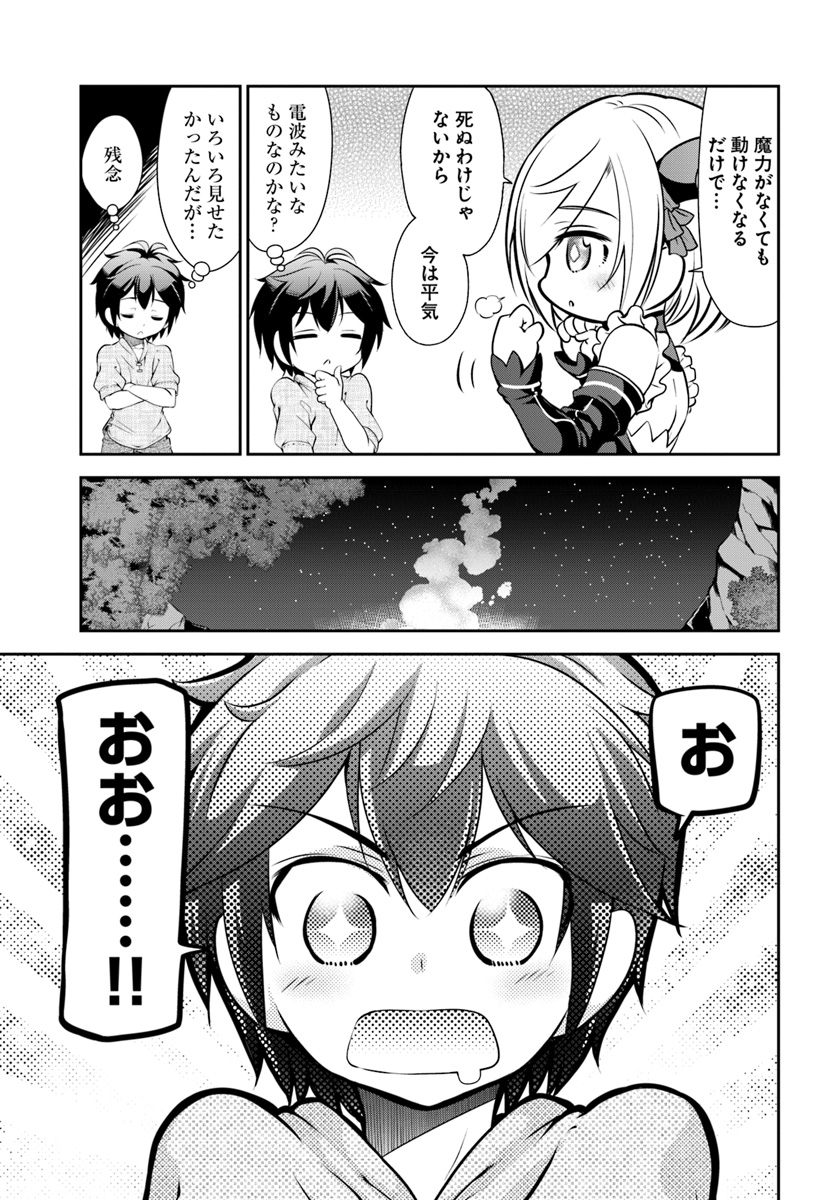 魔力がなくても
動けなくなる
だけで…
死ぬわけじゃ
ないから
今は平気
電波みたいな
ものなのかな?
いろいろ見せた
かったんだが…
残念
お
おお……!!